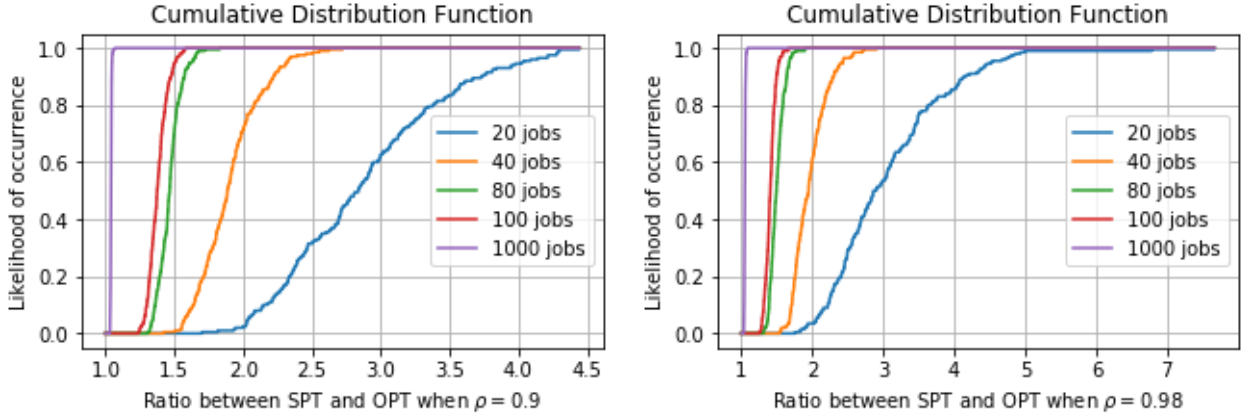 Cumulative Distribution Function
1.0
0.8
0.6
0.4
0.2
0.0
Likelihood of occurrence
20 jobs
40 jobs
80 jobs
100 jobs
1000 jobs
1.0 1.5 2.0 2.5 3.0 3.5 4.0 4.5
Ratio between SPT and OPT when ρ = 0.9
Cumulative Distribution Function
1.0
0.8
0.6
0.4
0.2
0.0
Likelihood of occurrence
20 jobs
40 jobs
80 jobs
100 jobs
1000 jobs
1 2 3 4 5 6 7
Ratio between SPT and OPT when ρ = 0.98